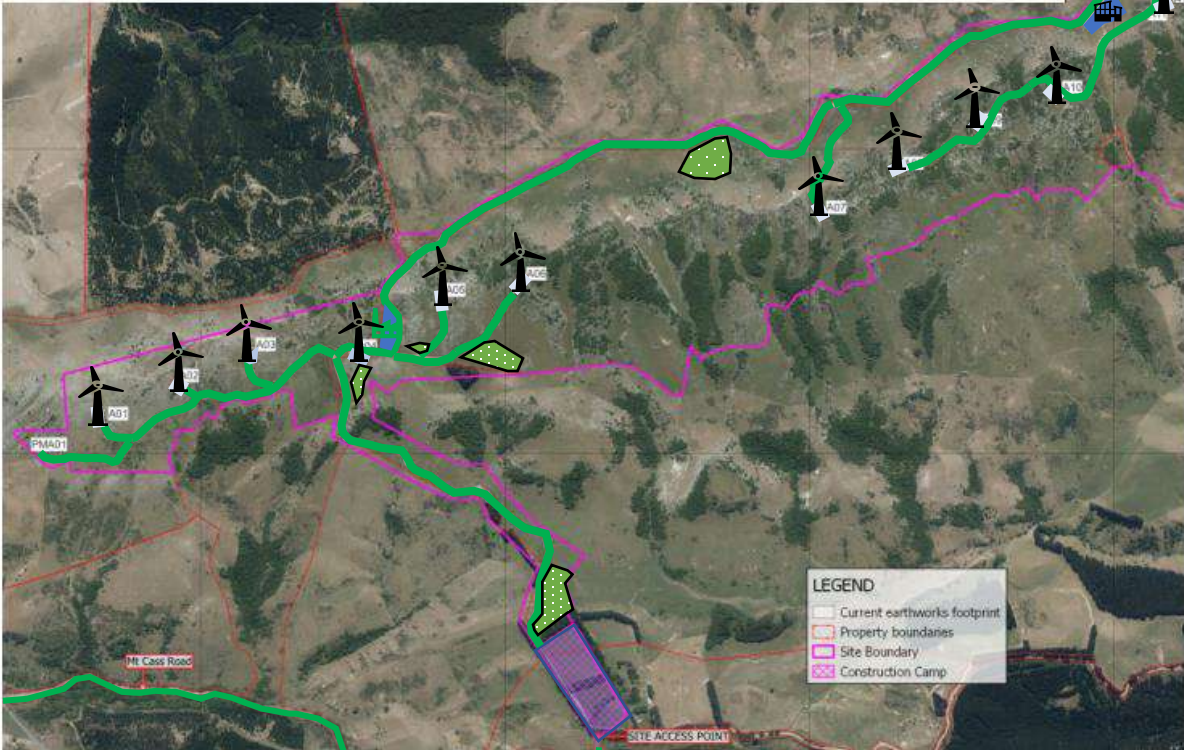 A10
A07
A06
A05
A03
A02
A01
PMA01
LEGEND
Current earthworks footprint
Property boundaries
Site Boundary
Construction Camp
Mt Cass Road
SITE ACCESS POINT